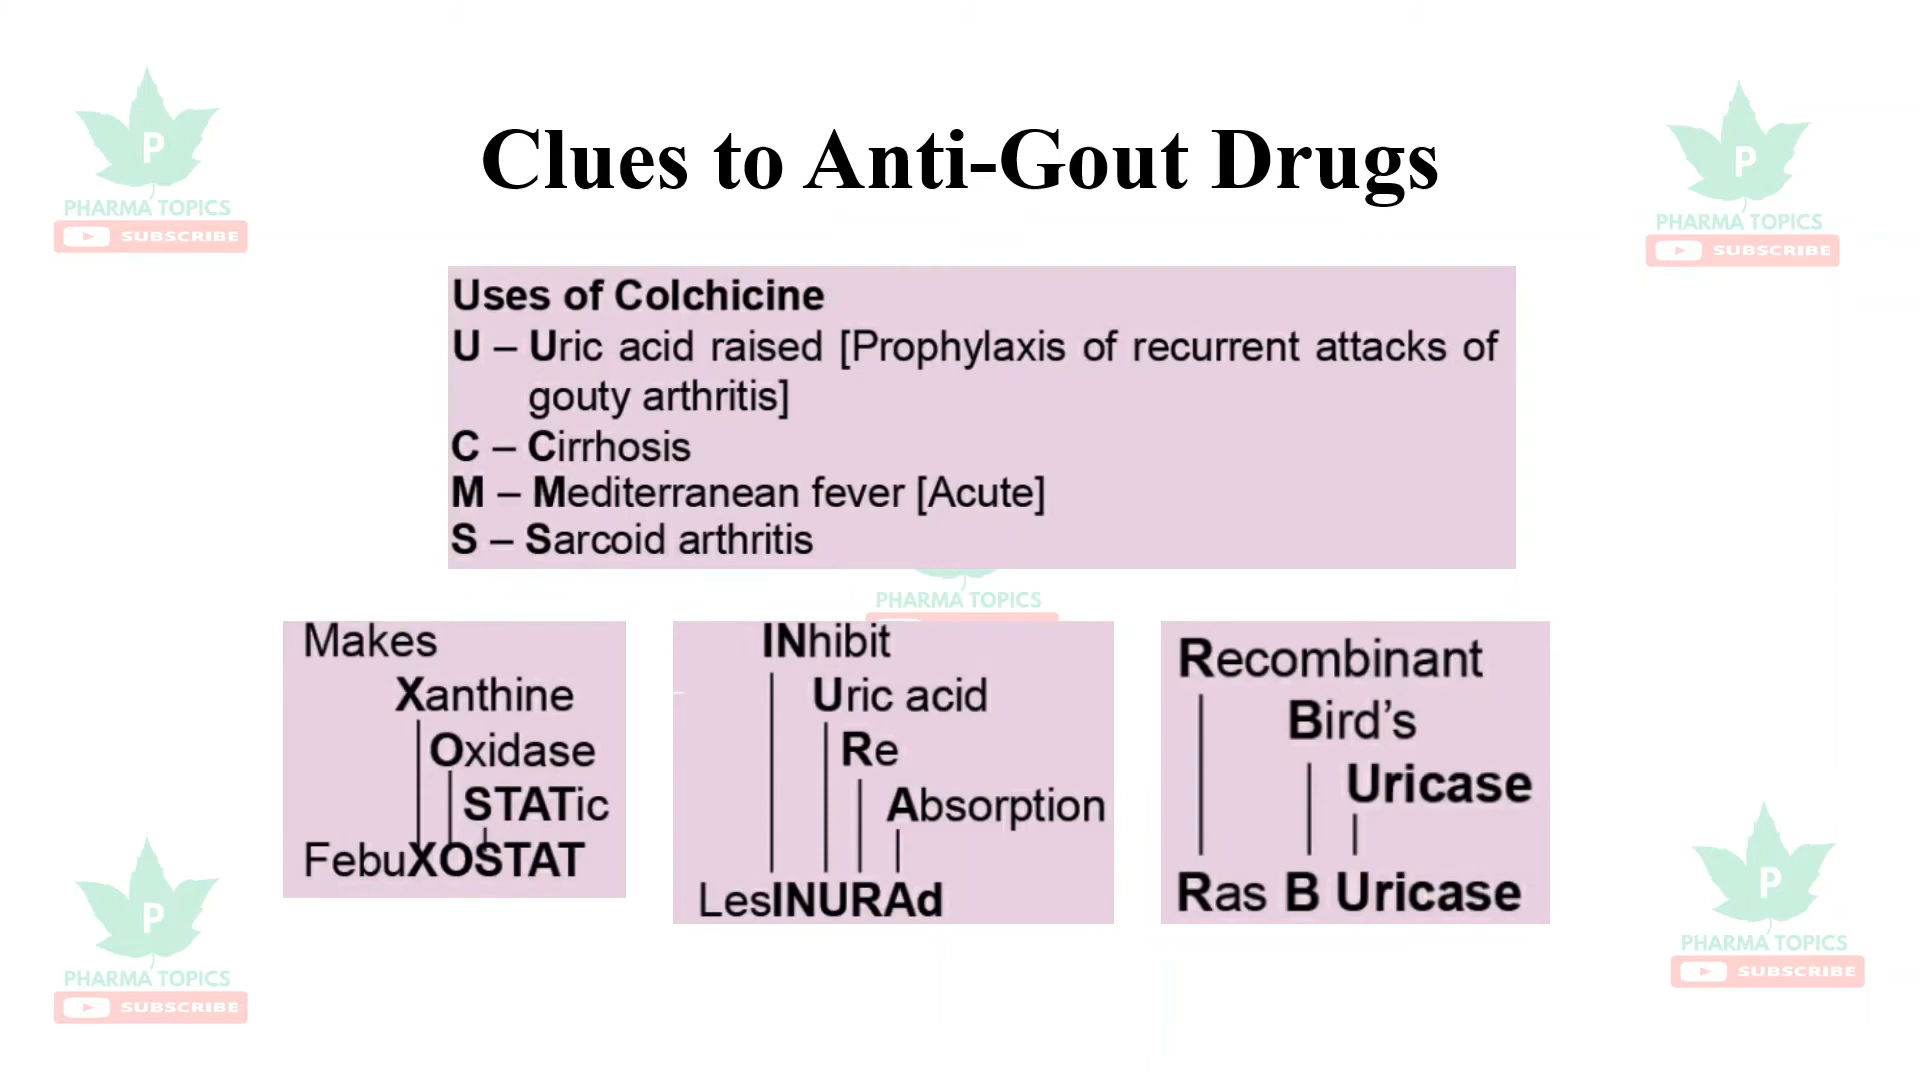 Clues to Anti-Gout Drugs
P
PHARMA TOPICS
SUBSCRIBE
P
PHARMA TOPICS
SUBSCRIBE
Uses of Colchicine
U – Uric acid raised [Prophylaxis of recurrent attacks of
gouty arthritis]
C – Cirrhosis
M – Mediterranean fever [Acute]
S – Sarcoid arthritis
PHARMA TOPICS
Makes
Xanthine
Oxidase
STATic
FebuXOSTAT
INhibit
Uric acid
Re
Absorption
LesINURAd
Recombinant
Bird’s
Uricase
Ras B Uricase
P
PHARMA TOPICS
SUBSCRIBE
P
PHARMA TOPICS
SUBSCRIBE